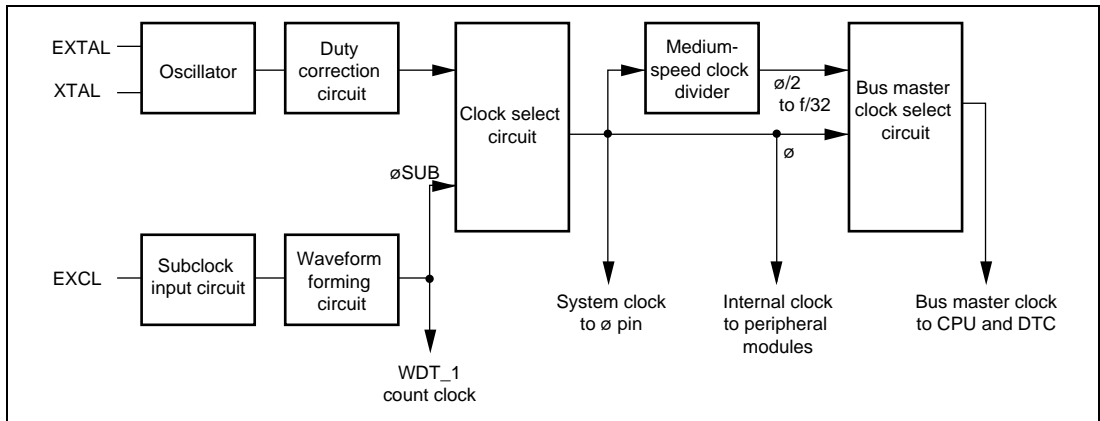 EXTAL
XTAL
Oscillator
Duty
correction
circuit
Clock select
circuit
Medium-
speed clock
divider
ø/2
to f/32
ø
Bus master
clock select
circuit
øSUB
EXCL
Subclock
input circuit
Waveform
forming
circuit
WDT_1
count clock
System clock
to ø pin
Internal clock
to peripheral
modules
Bus master clock
to CPU and DTC